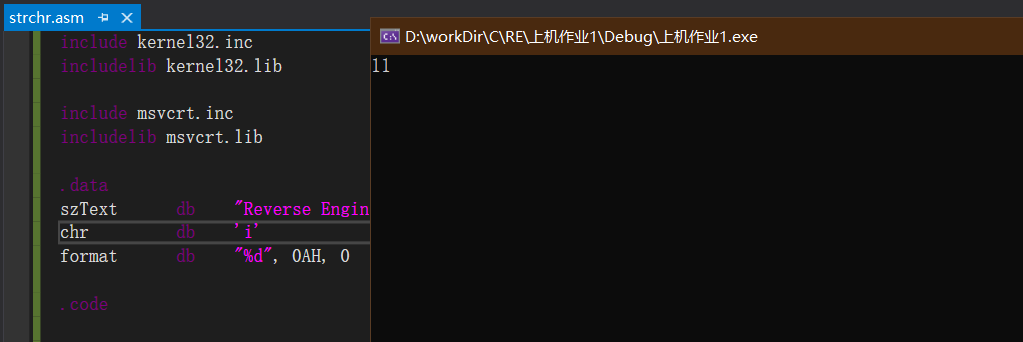 strchr.asm
include kernel32.inc
includelib kernel32.lib
include msvcrt.inc
includelib msvcrt.lib
.data
szText db "Reverse Engin
chr db 'i'
format db "%d", 0AH, 0
.code
D:\workDir\C\RE\上机作业1\Debug\上机作业1.exe
11